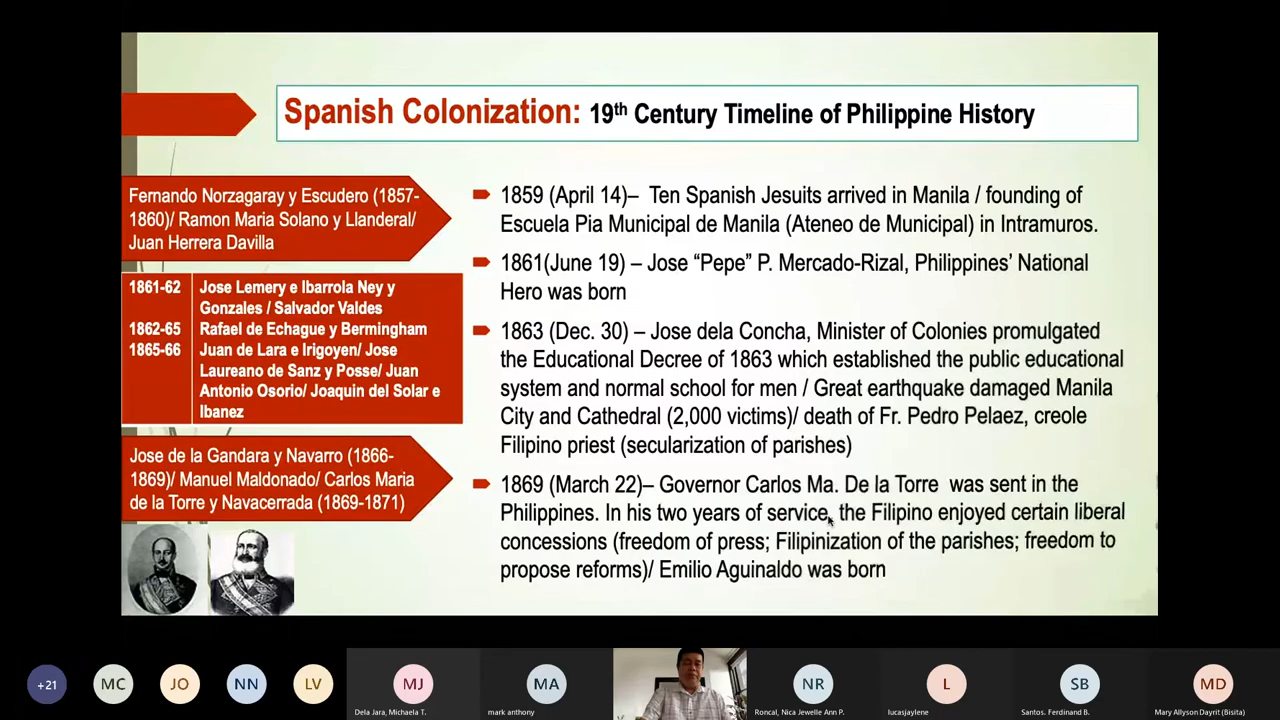 Spanish Colonization: 19th Century Timeline of Philippine History
Fernando Norzagaray y Escudero (1857-
1860)/ Ramon Maria Solano y Llanderal/
Juan Herrera Davilla
1861-62 Jose Lemery e Ibarrola Ney y
Gonzales / Salvador Valdes
1862-65 Rafael de Echague y Bermingham
1865-66 Juan de Lara e Irigoyen/ Jose
Laureano de Sanz y Posse/ Juan
Antonio Osorio/ Joaquin del Solar e
Ibanez
Jose de la Gandara y Navarro (1866-
1869)/ Manuel Maldonado/ Carlos Maria
de la Torre y Navacerrada (1869-1871)
1859 (April 14)– Ten Spanish Jesuits arrived in Manila / founding of
Escuela Pia Municipal de Manila (Ateneo de Municipal) in Intramuros.
1861(June 19) – Jose “Pepe” P. Mercado-Rizal, Philippines’ National
Hero was born
1863 (Dec. 30) – Jose dela Concha, Minister of Colonies promulgated
the Educational Decree of 1863 which established the public educational
system and normal school for men / Great earthquake damaged Manila
City and Cathedral (2,000 victims)/ death of Fr. Pedro Pelaez, creole
Filipino priest (secularization of parishes)
1869 (March 22)– Governor Carlos Ma. De la Torre was sent in the
Philippines. In his two years of service, the Filipino enjoyed certain liberal
concessions (freedom of press; Filipinization of the parishes; freedom to
propose reforms)/ Emilio Aguinaldo was born
+21 MC JO NN LV MJ MA NR L SB MD
Dela Jara, Michaela T. mark anthony Roncal, Nica Jewelle Ann P. lucasjaylene Santos. Ferdinand B. Mary Allyson Dayrit (Bisita)